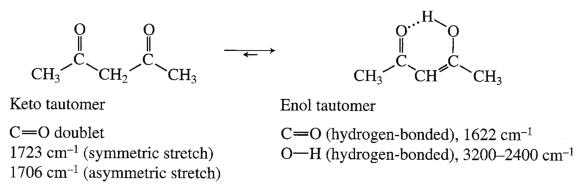 O O
C C
CH₃ CH₂ CH₃
H
O O
C C
CH₃ CH CH₃
Keto tautomer
C=O doublet
1723 cm⁻¹ (symmetric stretch)
1706 cm⁻¹ (asymmetric stretch)
Enol tautomer
C=O (hydrogen-bonded), 1622 cm⁻¹
O—H (hydrogen-bonded), 3200–2400 cm⁻¹